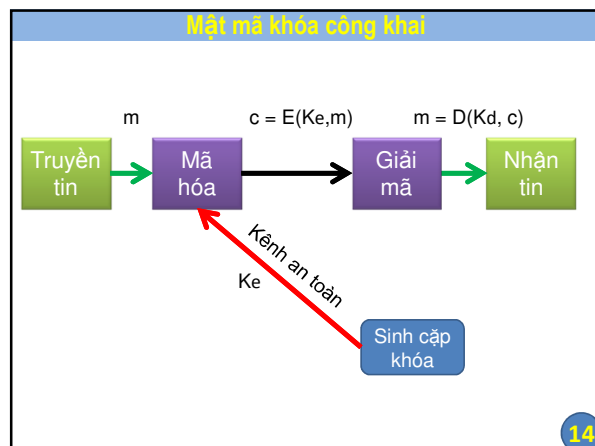 Mật mã khóa công khai
m
c = E(Ke,m)
m = D(Kd, c)
Truyền
tin
Mã
hóa
Giải
mã
Nhận
tin
Kênh an toàn
Ke
Sinh cặp
khóa
14